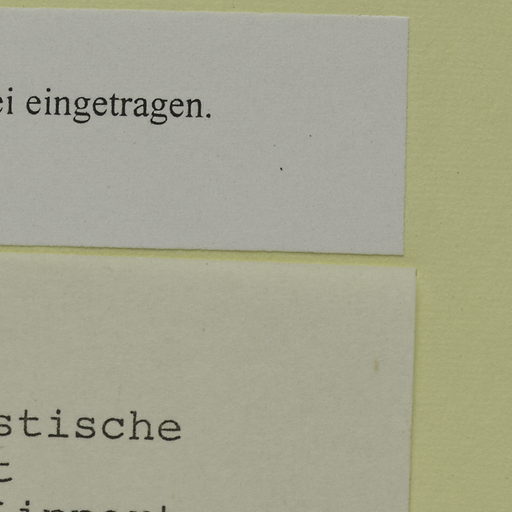 ei eingetragen.
stische
t